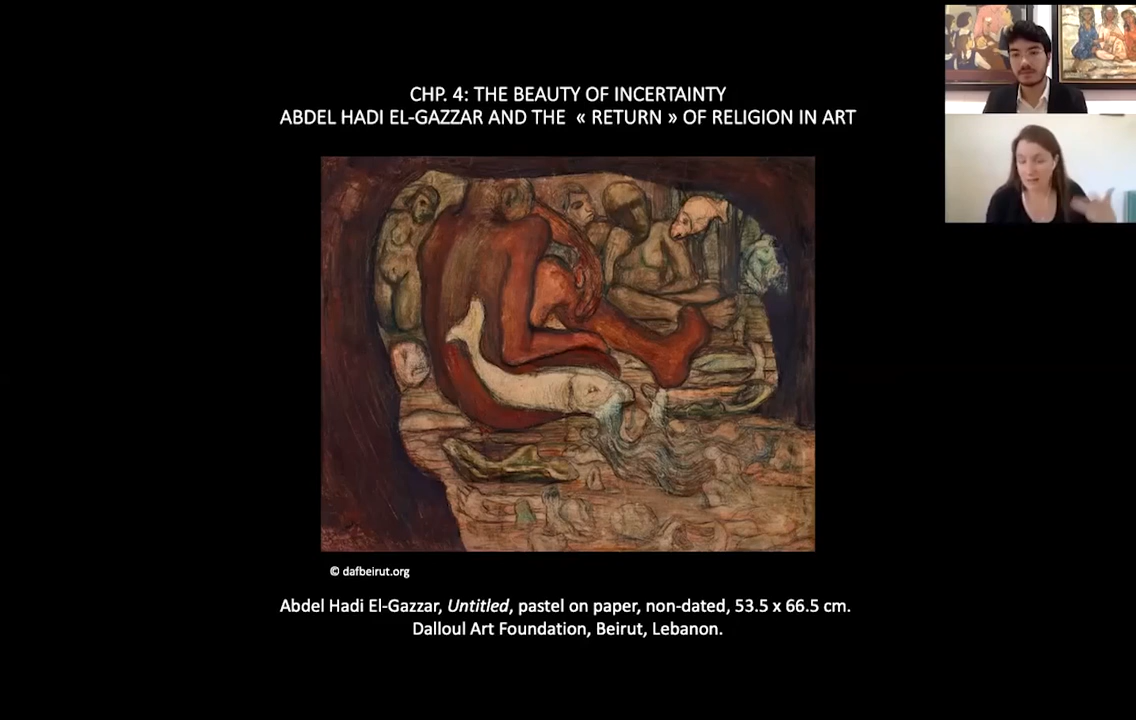 CHP. 4: THE BEAUTY OF INCERTAINTY
ABDEL HADI EL-GAZZAR AND THE « RETURN » OF RELIGION IN ART
© dafbeirut.org
Abdel Hadi El-Gazzar, Untitled, pastel on paper, non-dated, 53.5 x 66.5 cm.
Dalloul Art Foundation, Beirut, Lebanon.